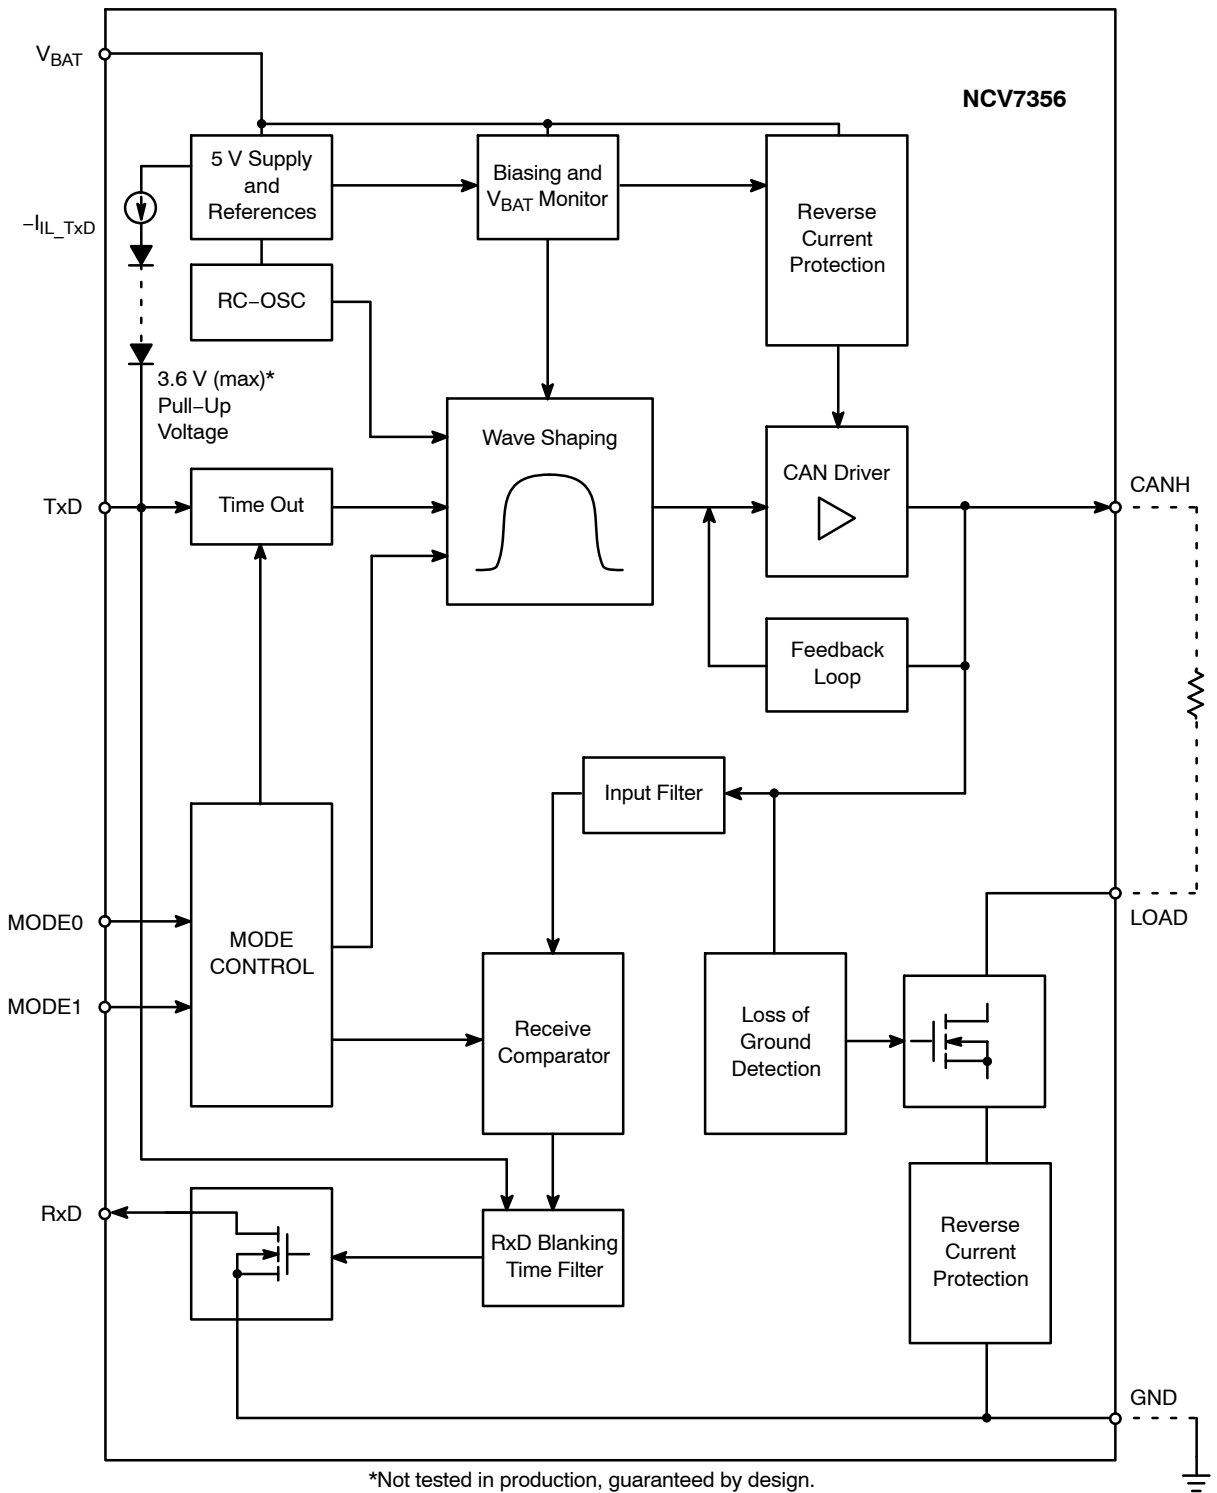 V_BAT
NCV7356
5 V Supply
and
References
Biasing and
V_BAT Monitor
Reverse
Current
Protection
−I_IL_TxD
RC−OSC
3.6 V (max)*
Pull−Up
Voltage
Wave Shaping
CAN Driver
CANH
TxD
Time Out
Feedback
Loop
Input Filter
MODE0
LOAD
MODE
CONTROL
MODE1
Receive
Comparator
Loss of
Ground
Detection
RxD
RxD Blanking
Time Filter
Reverse
Current
Protection
GND
*Not tested in production, guaranteed by design.